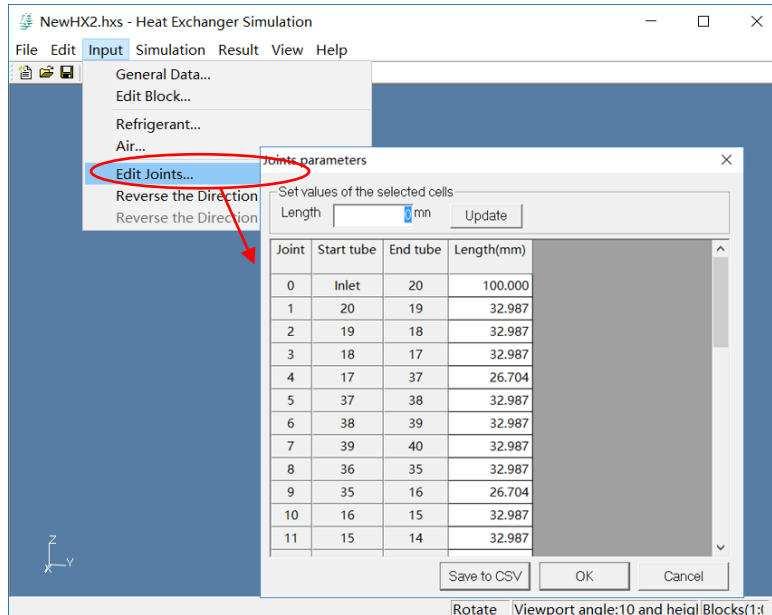 NewHX2.hxs - Heat Exchanger Simulation
File Edit Input Simulation Result View Help
General Data...
Edit Block...
Refrigerant...
Air...
Edit Joints...
Reverse the Direction
Reverse the Direction
Joints parameters
Set values of the selected cells
Length 0 mn Update
Joint Start tube End tube Length(mm)
0 Inlet 20 100.000
1 20 19 32.987
2 19 18 32.987
3 18 17 32.987
4 17 37 26.704
5 37 38 32.987
6 38 39 32.987
7 39 40 32.987
8 36 35 32.987
9 35 16 26.704
10 16 15 32.987
11 15 14 32.987
Save to CSV OK Cancel
Z
Y
X
Rotate Viewport angle:10 and heigl Blocks(1:(